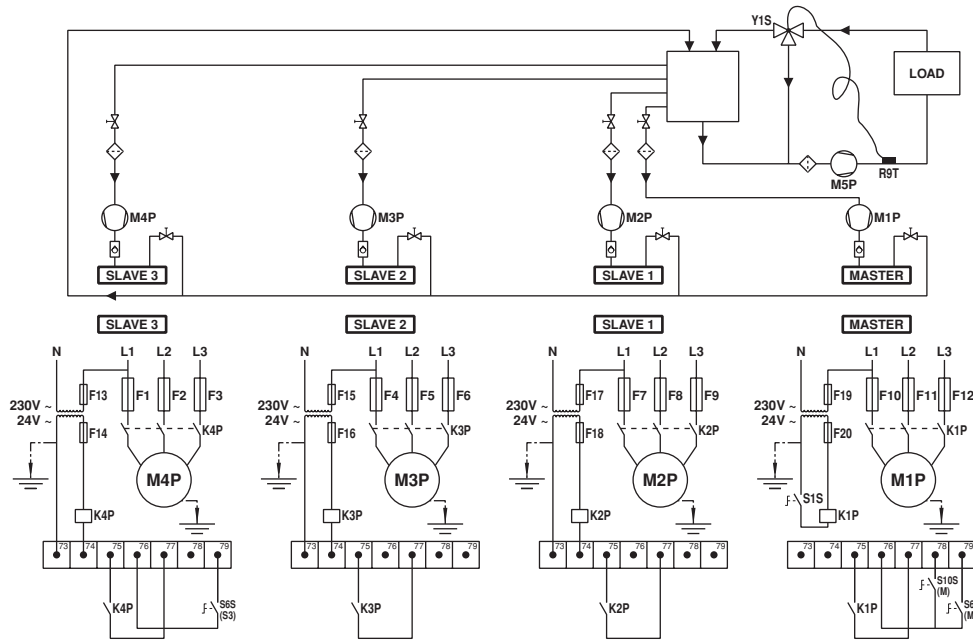 Y1S
LOAD
R9T
M5P
M4P
M3P
M2P
M1P
SLAVE 3
SLAVE 2
SLAVE 1
MASTER
SLAVE 3
SLAVE 2
SLAVE 1
MASTER
N L1 L2 L3
F13 F1 F2 F3
230V ~
24V ~
F14 K4P
M4P
K4P
73 74 75 76 77 78 79
K4P S6S
(S3)
N L1 L2 L3
F15 F4 F5 F6
230V ~
24V ~
F16 K3P
M3P
K3P
73 74 75 76 77 78 79
K3P
N L1 L2 L3
F17 F7 F8 F9
230V ~
24V ~
F18 K2P
M2P
K2P
73 74 75 76 77 78 79
K2P
N L1 L2 L3
F19 F10 F11 F12
230V ~
24V ~
F20 K1P
M1P
S1S
K1P
73 74 75 76 77 78 79
S10S
(M)
K1P S6
(M